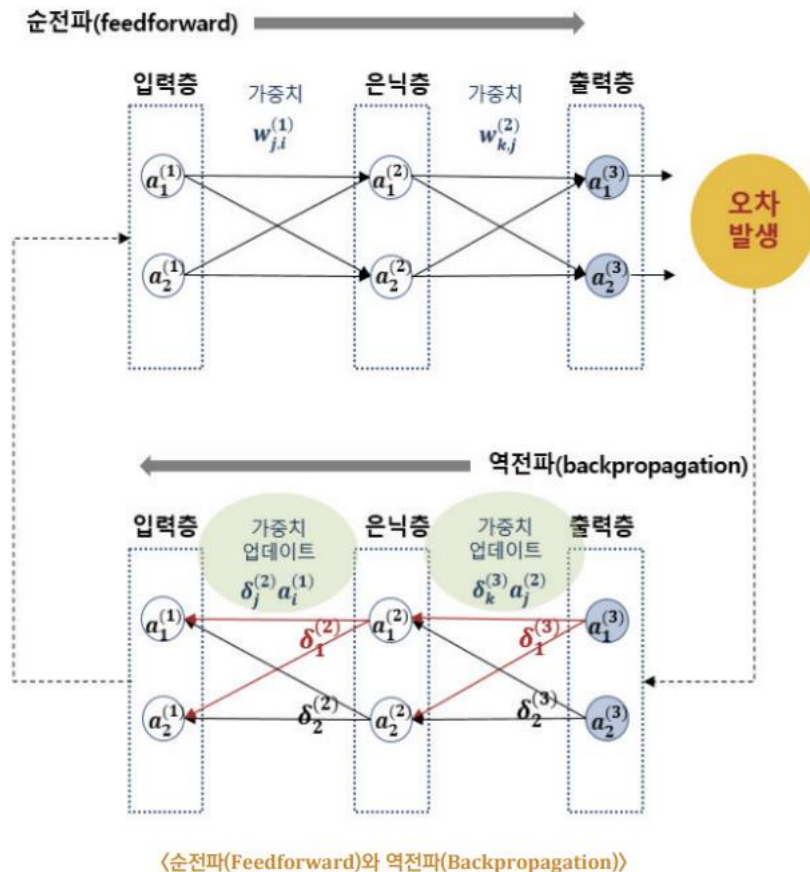 순전파(feedforward)
입력층 은닉층 출력층
가중치 가중치
w_{j,i}^{(1)} w_{k,j}^{(2)}
a_1^{(1)} a_1^{(2)} a_1^{(3)}
오차
발생
a_2^{(1)} a_2^{(2)} a_2^{(3)}
역전파(backpropagation)
입력층 은닉층 출력층
가중치 가중치
업데이트 업데이트
δ_j^{(2)} a_i^{(1)} δ_k^{(3)} a_j^{(2)}
a_1^{(1)} δ_1^{(2)} a_1^{(2)} δ_1^{(3)} a_1^{(3)}
a_2^{(1)} δ_2^{(2)} a_2^{(2)} δ_2^{(3)} a_2^{(3)}
〈순전파(Feedforward)와 역전파(Backpropagation)〉